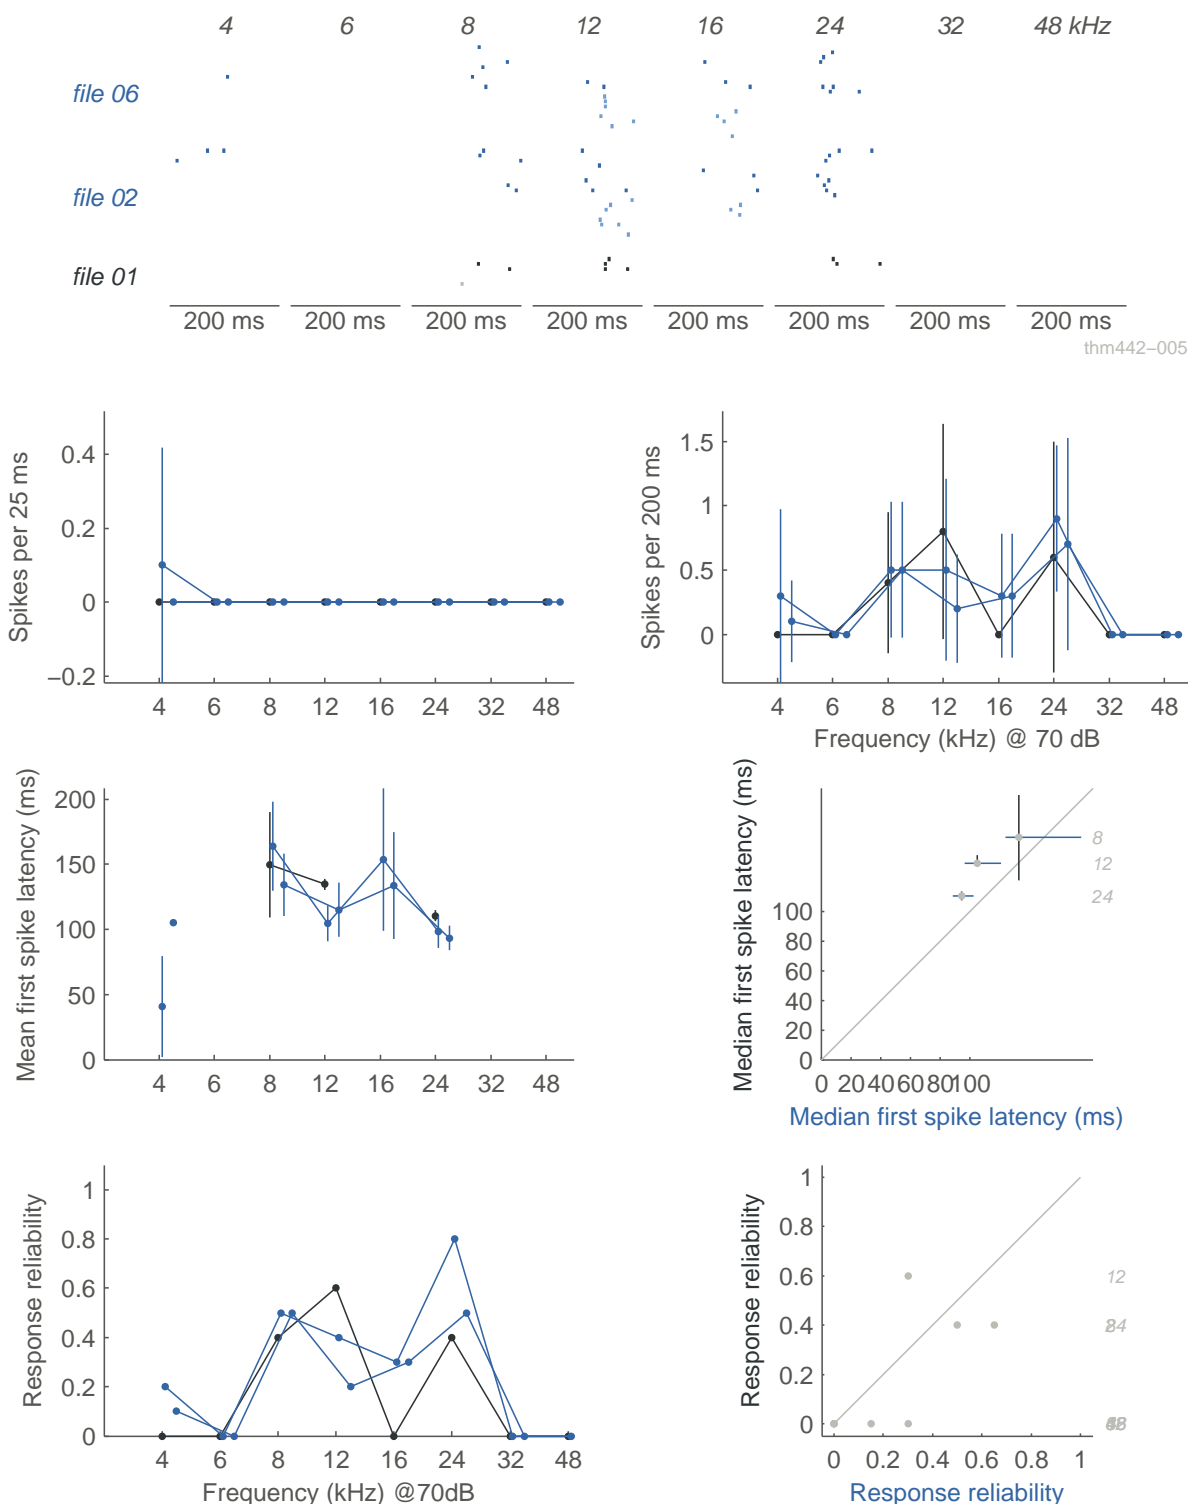 4 6 8 12 16 24 32 48 kHz
file 06
file 02
file 01
200 ms 200 ms 200 ms 200 ms 200 ms 200 ms 200 ms 200 ms
thm442–005
Spikes per 25 ms
0.4
0.2
0
–0.2
4 6 8 12 16 24 32 48
Spikes per 200 ms
1.5
1
0.5
0
4 6 8 12 16 24 32 48
Frequency (kHz) @ 70 dB
Mean first spike latency (ms)
200
150
100
50
0
4 6 8 12 16 24 32 48
Median first spike latency (ms)
100
80
60
40
20
0
0 20 40 60 80 100
8
12
24
Median first spike latency (ms)
Response reliability
1
0.8
0.6
0.4
0.2
0
4 6 8 12 16 24 32 48
Frequency (kHz) @70dB
Response reliability
1
0.8
0.6
0.4
0.2
0
0 0.2 0.4 0.6 0.8 1
12
Response reliability